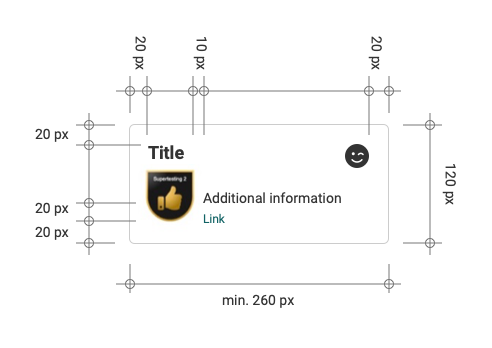 20 px
10 px
20 px
20 px
Title
Supertesting 2
Additional information
20 px
Link
20 px
120 px
min. 260 px